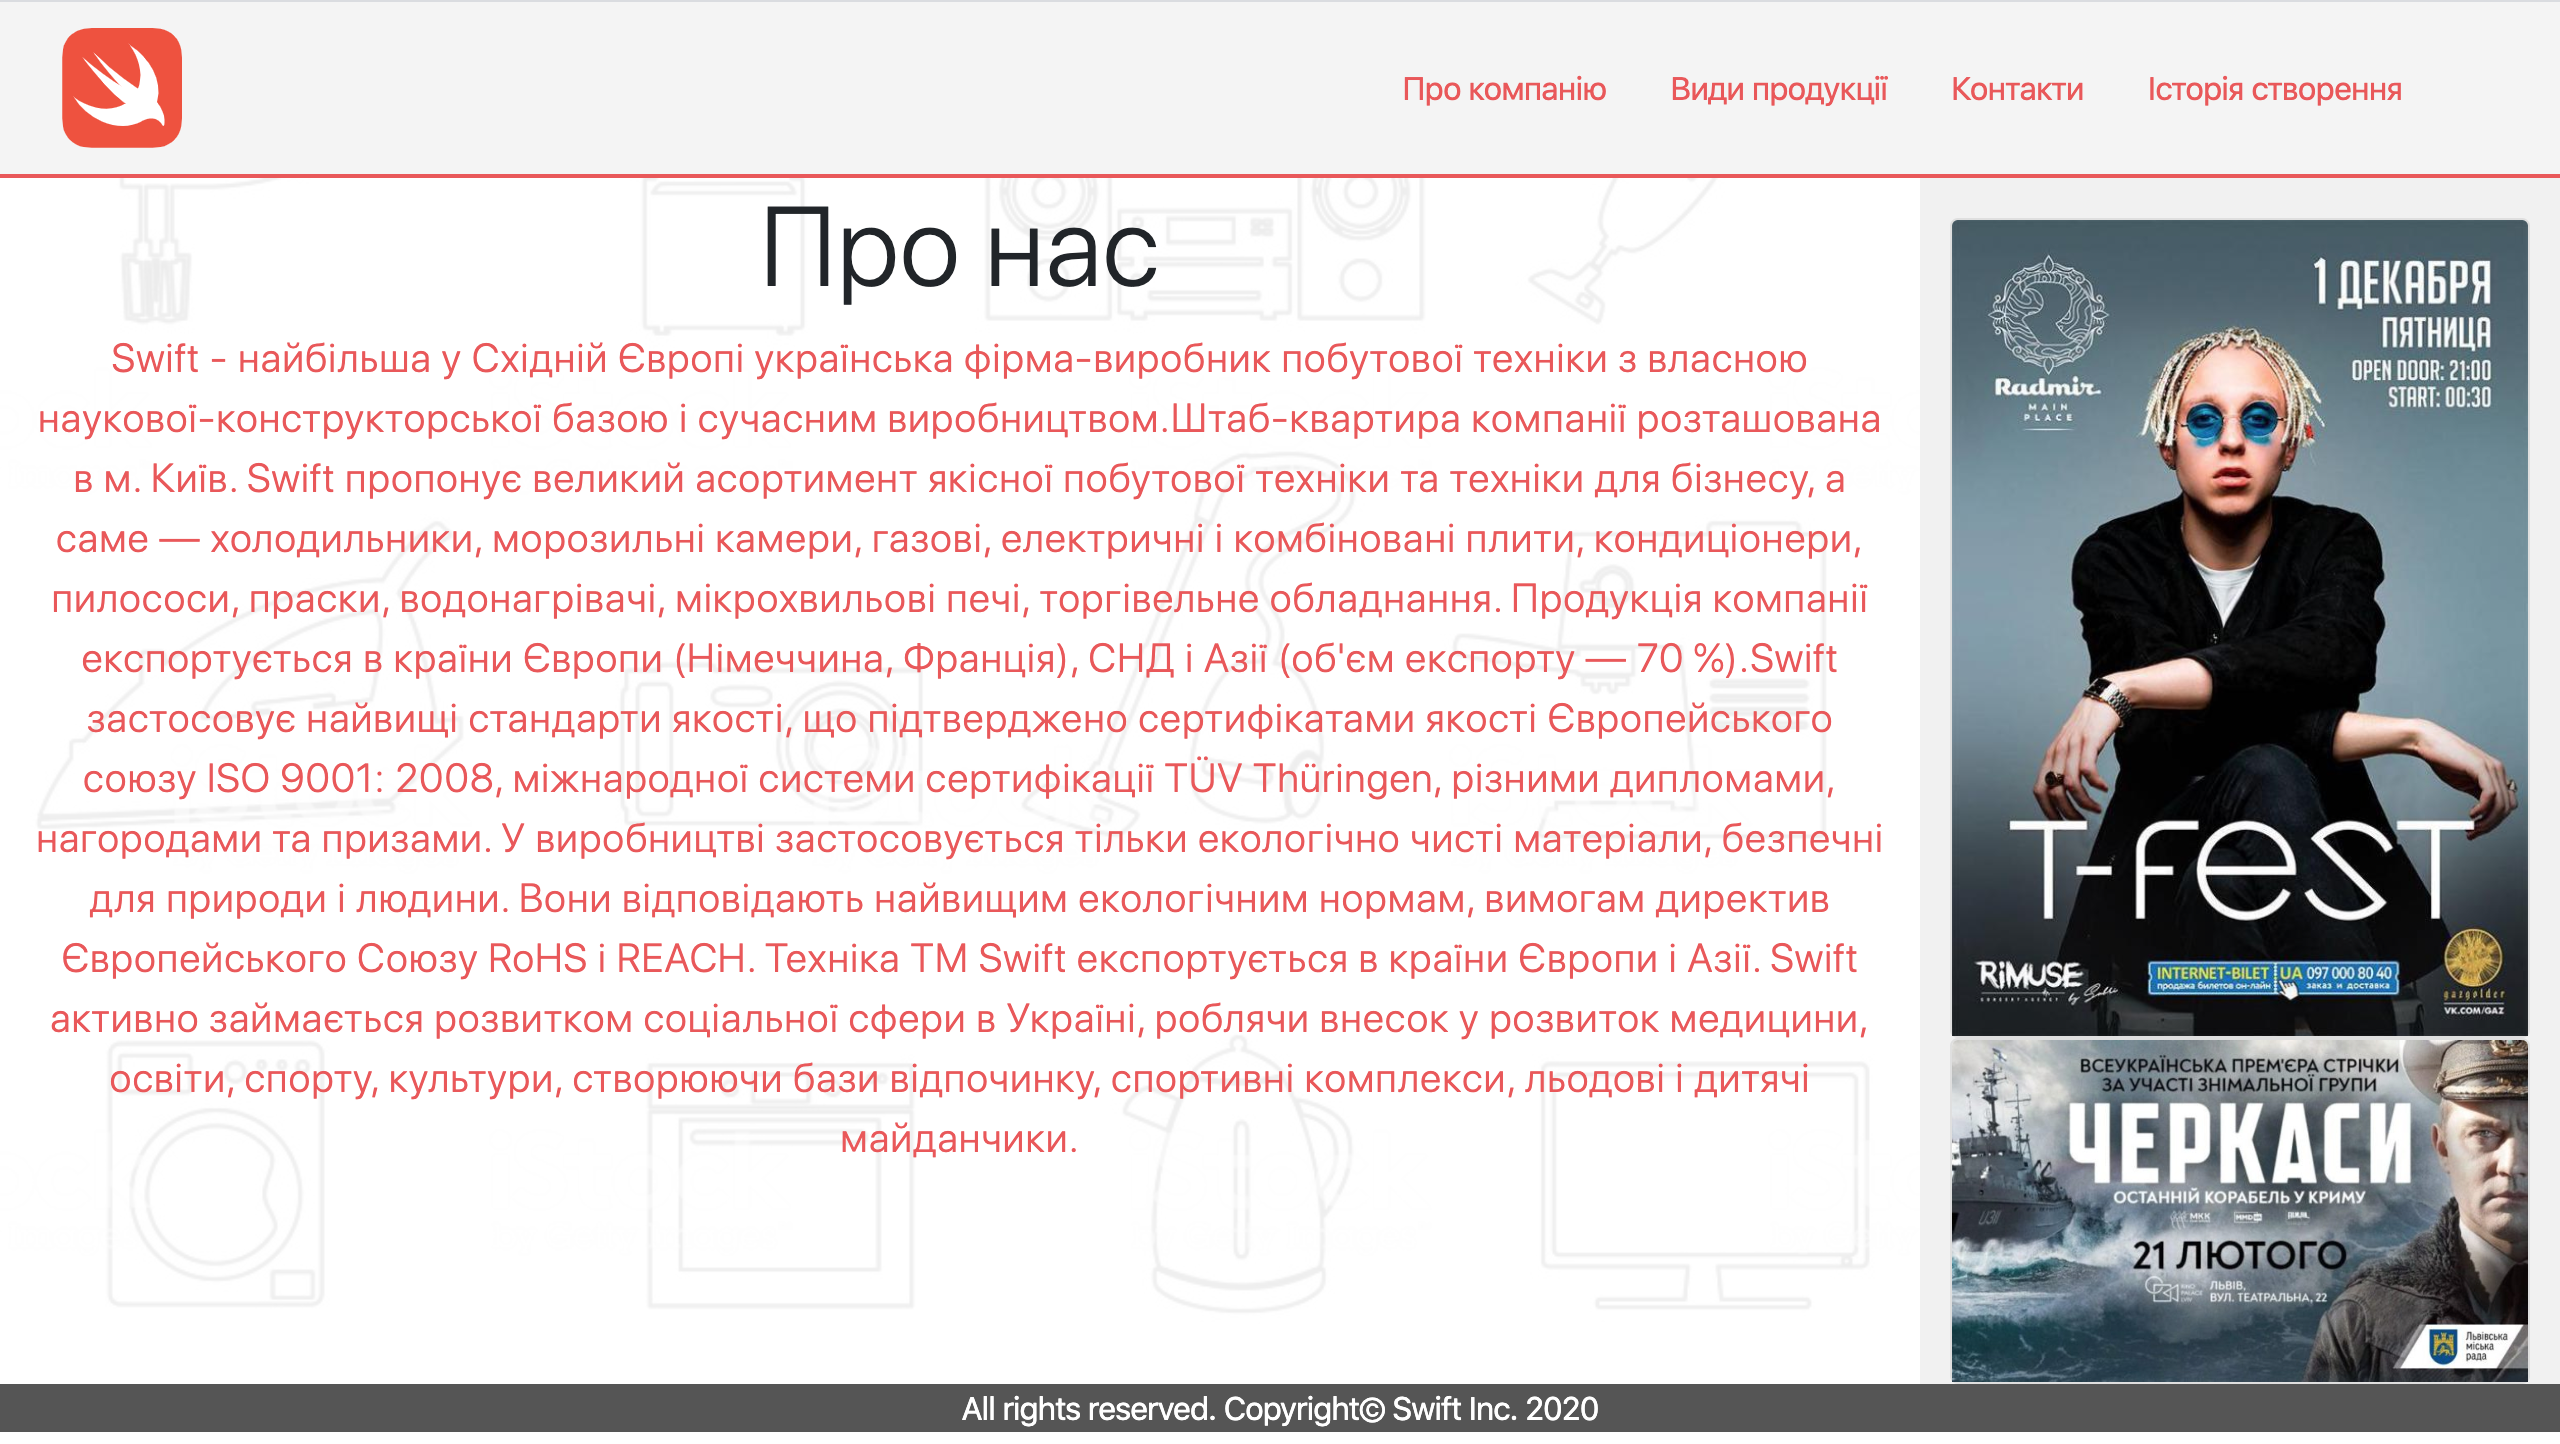 Про компанію
Види продукції
Контакти
Історія створення
Про нас
Swift - найбільша у Східній Європі українська фірма-виробник побутової техніки з власною
наукової-конструкторської базою і сучасним виробництвом.Штаб-квартира компанії розташована
в м. Київ. Swift пропонує великий асортимент якісної побутової техніки та техніки для бізнесу, а
саме — холодильники, морозильні камери, газові, електричні і комбіновані плити, кондиціонери,
пилососи, праски, водонагрівачі, мікрохвильові печі, торгівельне обладнання. Продукція компанії
експортується в країни Європи (Німеччина, Франція), СНД і Азії (об'єм експорту — 70 %).Swift
застосовує найвищі стандарти якості, що підтверджено сертифікатами якості Європейського
союзу ISO 9001: 2008, міжнародної системи сертифікації TÜV Thüringen, різними дипломами,
нагородами та призами. У виробництві застосовується тільки екологічно чисті матеріали, безпечні
для природи і людини. Вони відповідають найвищим екологічним нормам, вимогам директив
Європейського Союзу RoHS і REACH. Техніка ТМ Swift експортується в країни Європи і Азії. Swift
активно займається розвитком соціальної сфери в Україні, роблячи внесок у розвиток медицини,
освіти, спорту, культури, створюючи бази відпочинку, спортивні комплекси, льодові і дитячі
майданчики.
1 ДЕКАБРЯ
ПЯТНИЦА
OPEN DOOR: 21:00
START: 00:30
Radmir
MAIN
PLACE
T-FEST
RiMUSE
CONCERT AGENCY by
INTERNET-BILET UA 097 000 80 40
продажа билетов он-лайн заказ и доставка
gazgolder
VK.COM/GAZ
ВСЕУКРАЇНСЬКА ПРЕМ'ЄРА СТРІЧКИ
ЗА УЧАСТІ ЗНІМАЛЬНОЇ ГРУПИ
ЧЕРКАСИ
ОСТАННІЙ КОРАБЕЛЬ У КРИМУ
МКК
U311
21 ЛЮТОГО
ЛЬВІВ,
ВУЛ. ТЕАТРАЛЬНА, 22
Львівська
міська
рада
All rights reserved. Copyright© Swift Inc. 2020